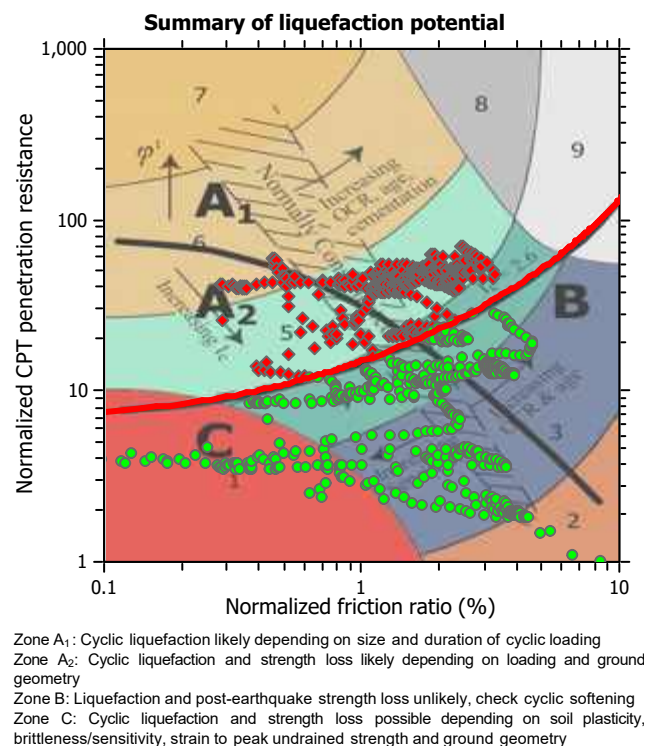 Summary of liquefaction potential
Normalized CPT penetration resistance
1,000
100
10
1
7
8
9
φ'
A1
Normally Con
Increasing
OCR, age,
cementation
6
A2
Increasing Ic
5
B
OCR & age
3
C
1
2
0.1
1
10
Normalized friction ratio (%)
Zone A1: Cyclic liquefaction likely depending on size and duration of cyclic loading
Zone A2: Cyclic liquefaction and strength loss likely depending on loading and ground
geometry
Zone B: Liquefaction and post-earthquake strength loss unlikely, check cyclic softening
Zone C: Cyclic liquefaction and strength loss possible depending on soil plasticity,
brittleness/sensitivity, strain to peak undrained strength and ground geometry